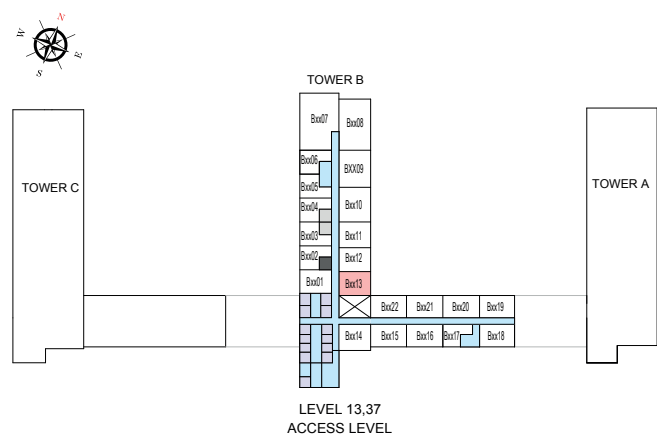 N
W
E
S
TOWER B
Bxx07
Bxx08
Bxx06
BXX09
Bxx05
TOWER C
TOWER A
Bxx04
Bxx10
Bxx03
Bxx11
Bxx02
Bxx12
Bxx01
Bxx13
Bxx22
Bxx21
Bxx20
Bxx19
Bxx14
Bxx15
Bxx16
Bxx17
Bxx18
LEVEL 13,37
ACCESS LEVEL